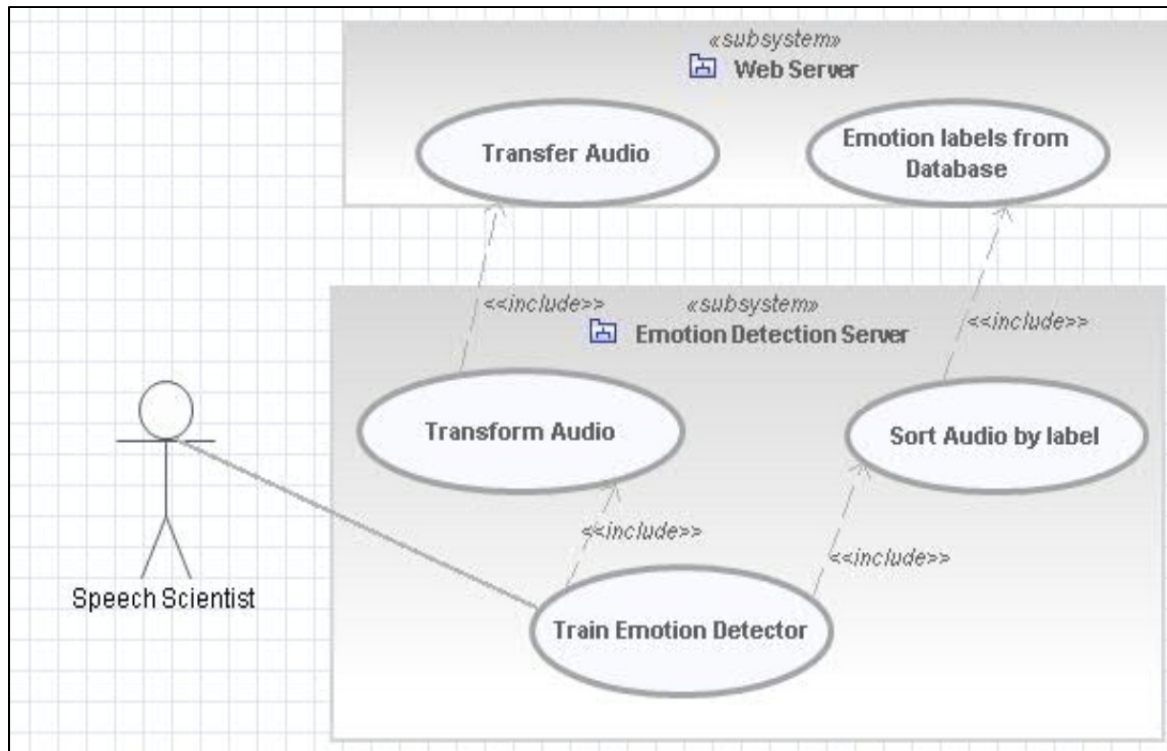 «subsystem»
Web Server
Transfer Audio
Emotion labels from
Database
<<include>>
«subsystem»
<<include>>
Emotion Detection Server
Transform Audio
Sort Audio by label
<<include>>
<<include>>
Speech Scientist
Train Emotion Detector